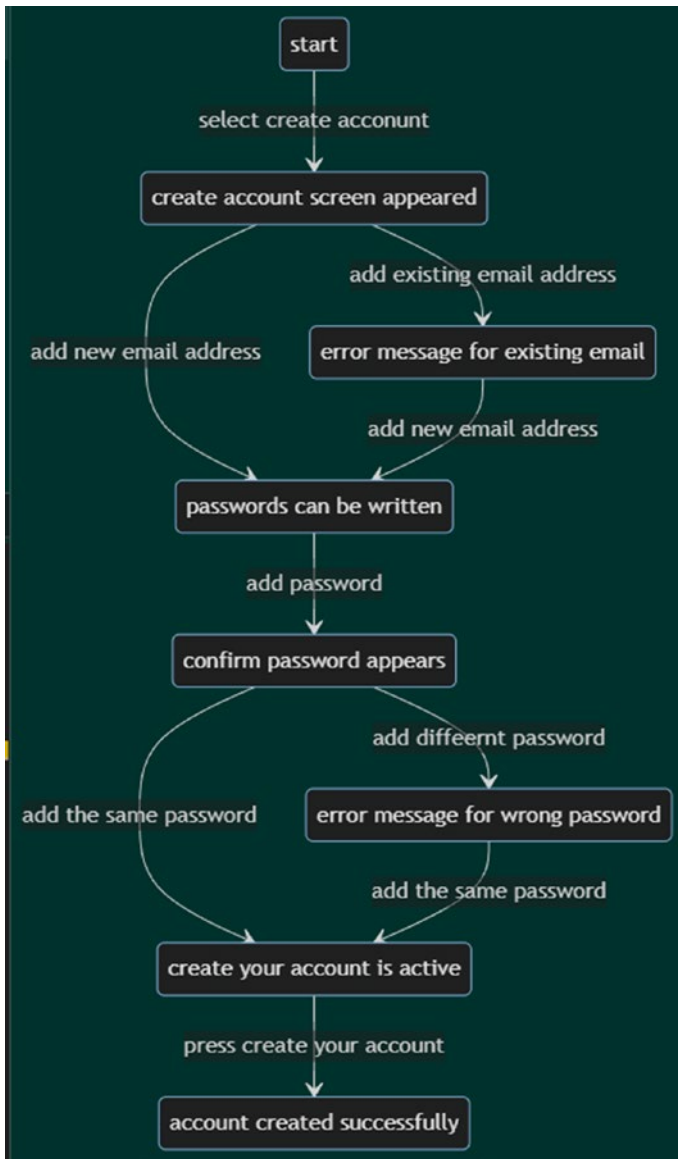 start
select create acconunt
create account screen appeared
add existing email address
add new email address
error message for existing email
add new email address
passwords can be written
add password
confirm password appears
add differnt password
add the same password
error message for wrong password
add the same password
create your account is active
press create your account
account created successfully